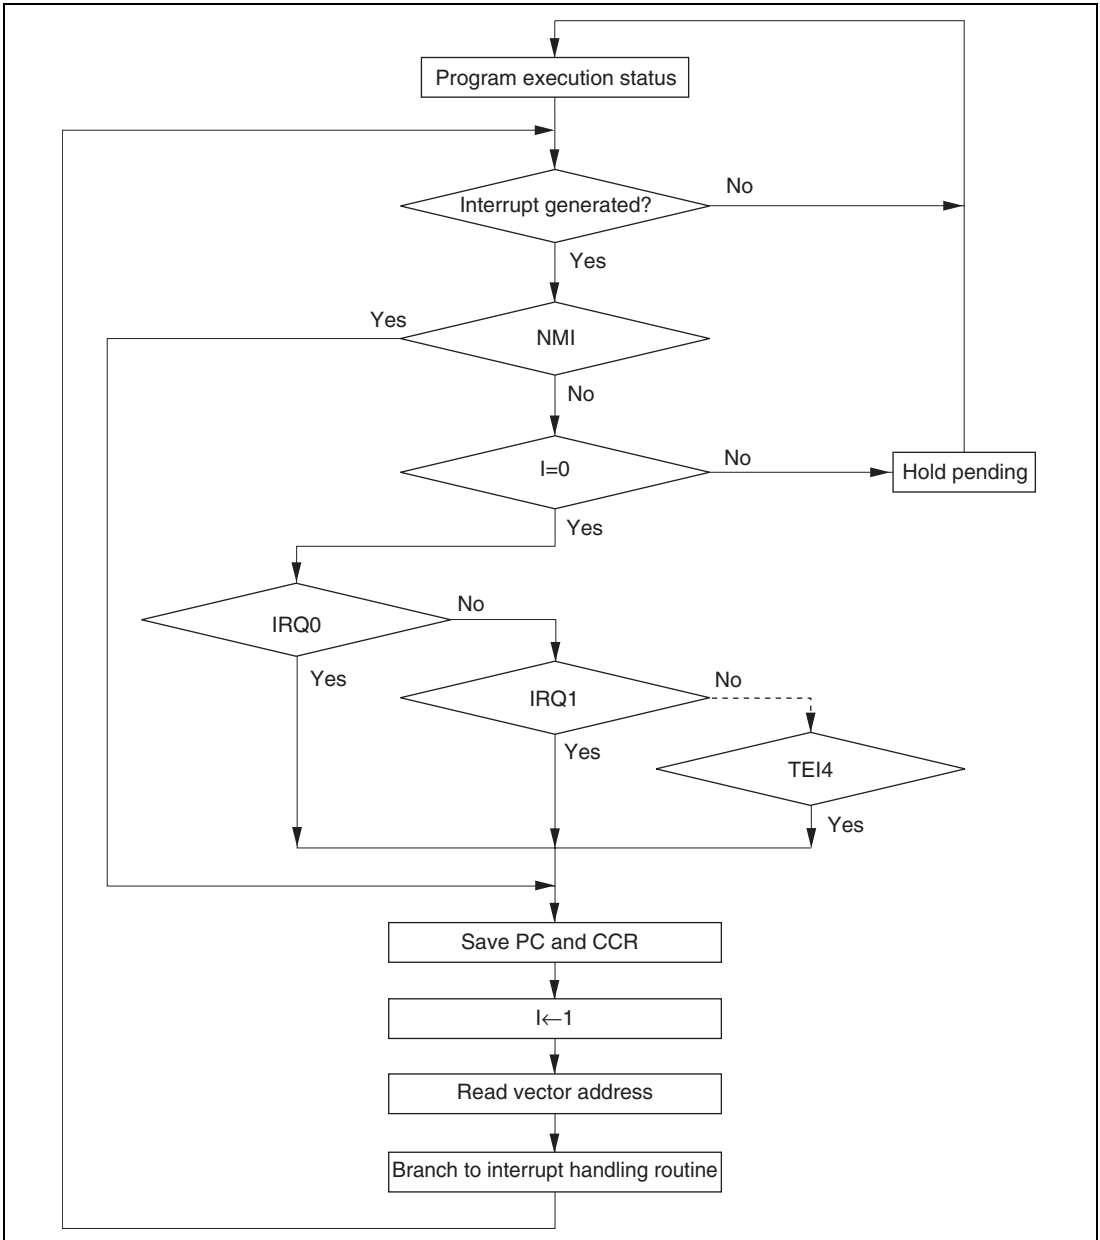 Program execution status
Interrupt generated?
No
Yes
NMI
Yes
No
I=0
No
Hold pending
Yes
IRQ0
No
Yes
IRQ1
No
Yes
TEI4
Yes
Save PC and CCR
I←1
Read vector address
Branch to interrupt handling routine